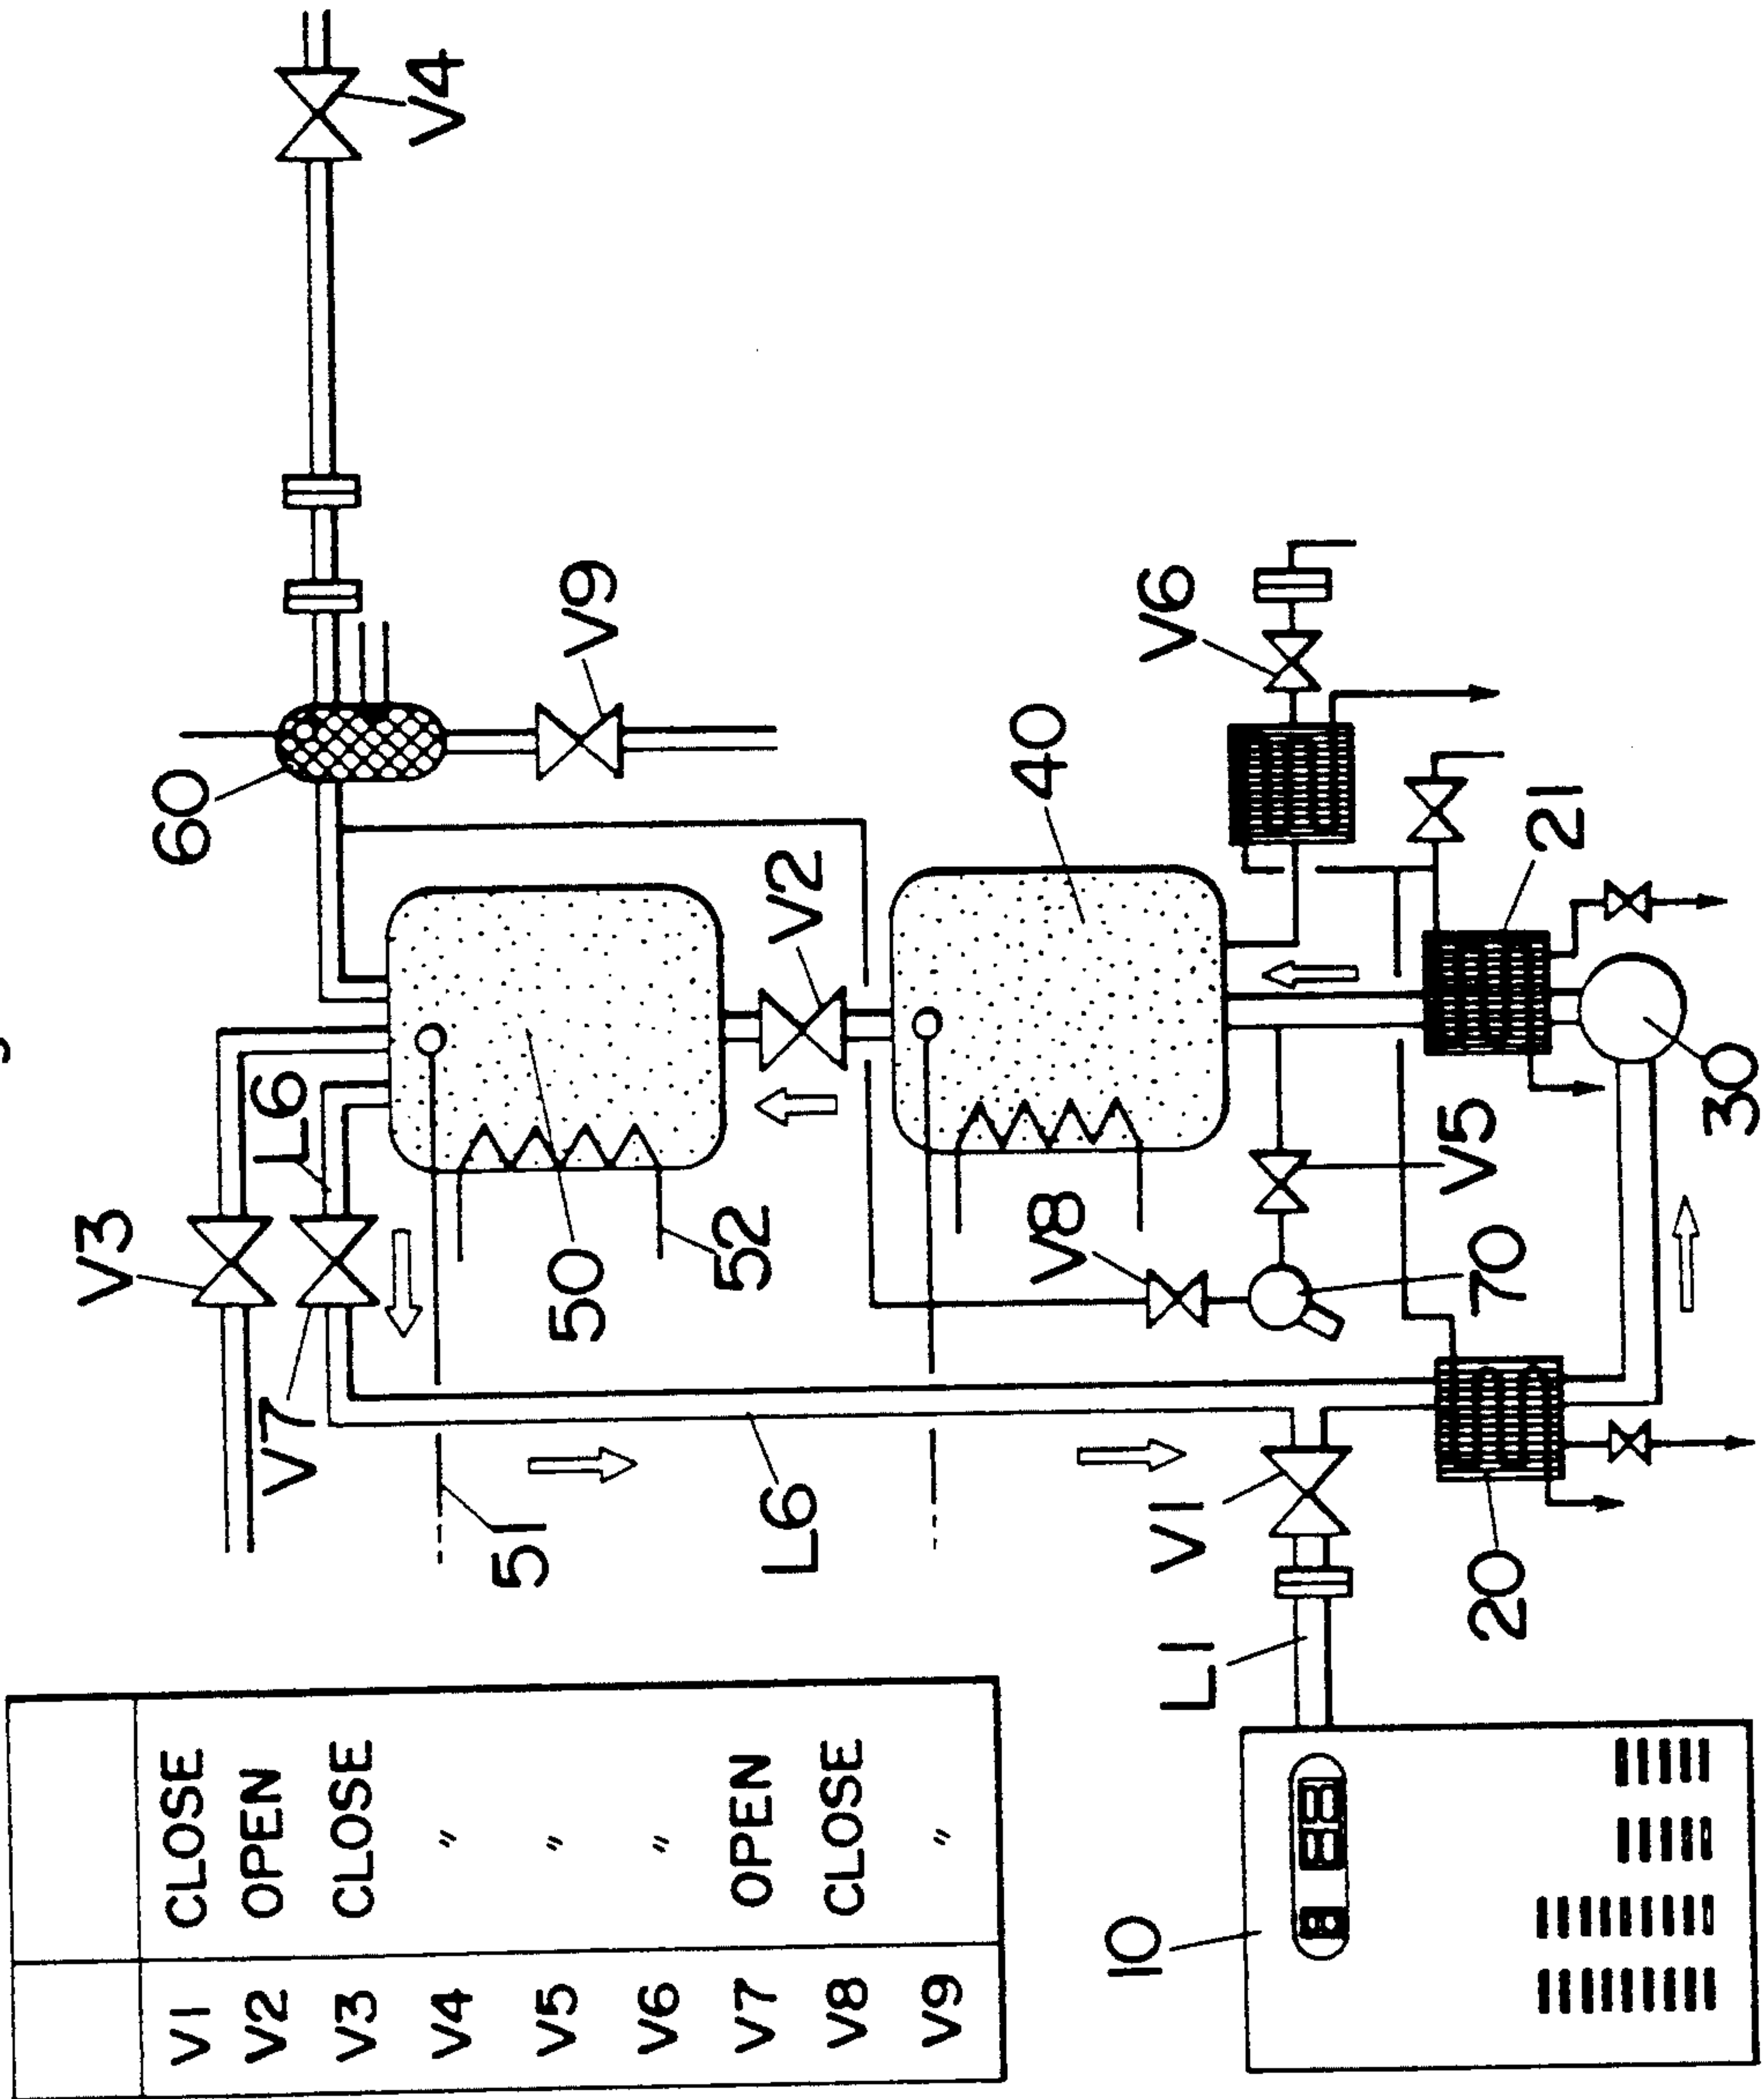 V1 CLOSE
V2 OPEN
V3 CLOSE
V4 〃
V5 〃
V6 〃
V7 OPEN
V8 CLOSE
V9 〃
V3
60
V7
L6
V4
51
50
V9
52
L6
V2
40
V8
10
L1
V1
V6
20
70
V5
21
30